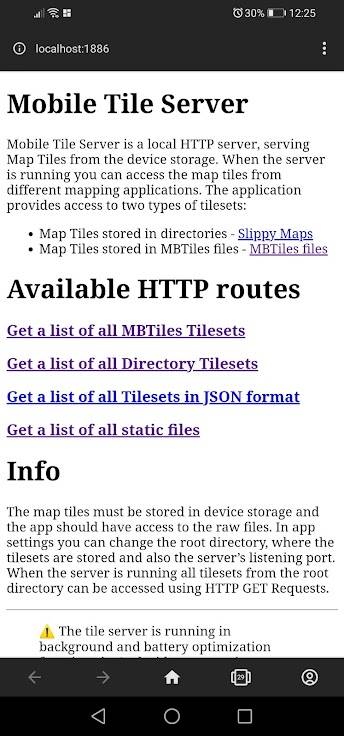 30% 12:25
localhost:1886
Mobile Tile Server
Mobile Tile Server is a local HTTP server, serving
Map Tiles from the device storage. When the server
is running you can access the map tiles from
different mapping applications. The application
provides access to two types of tilesets:
• Map Tiles stored in directories - Slippy Maps
• Map Tiles stored in MBTiles files - MBTiles files
Available HTTP routes
Get a list of all MBTiles Tilesets
Get a list of all Directory Tilesets
Get a list of all Tilesets in JSON format
Get a list of all static files
Info
The map tiles must be stored in device storage and
the app should have access to the raw files. In app
settings you can change the root directory, where the
tilesets are stored and also the server's listening port.
When the server is running all tilesets from the root
directory can be accessed using HTTP GET Requests.
⚠️ The tile server is running in
background and battery optimization
29